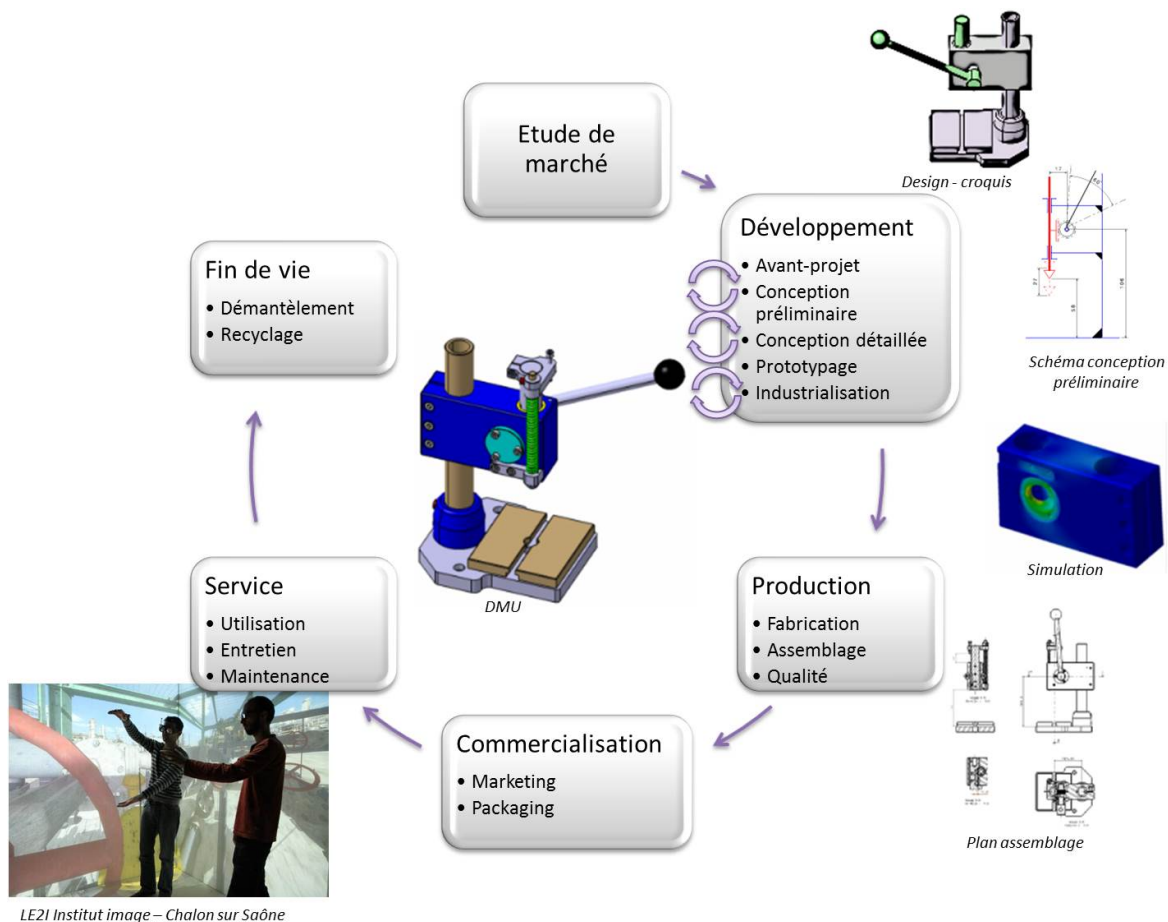 Etude de
marché
Design - croquis
Développement
• Avant-projet
• Conception
préliminaire
• Conception détaillée
• Prototypage
• Industrialisation
Schéma conception
préliminaire
Fin de vie
• Démantèlement
• Recyclage
DMU
Simulation
Production
• Fabrication
• Assemblage
• Qualité
Service
• Utilisation
• Entretien
• Maintenance
Commercialisation
• Marketing
• Packaging
Plan assemblage
LE2I Institut image – Chalon sur Saône